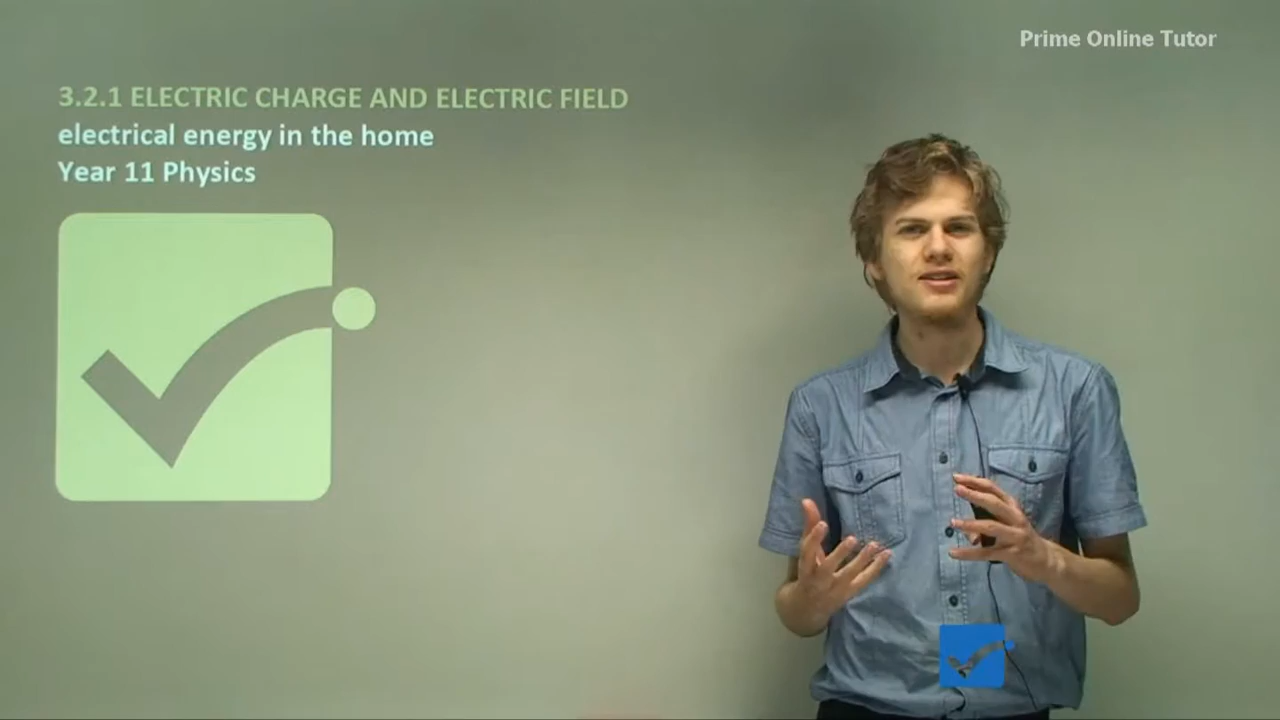 Prime Online Tutor
3.2.1 ELECTRIC CHARGE AND ELECTRIC FIELD
electrical energy in the home
Year 11 Physics